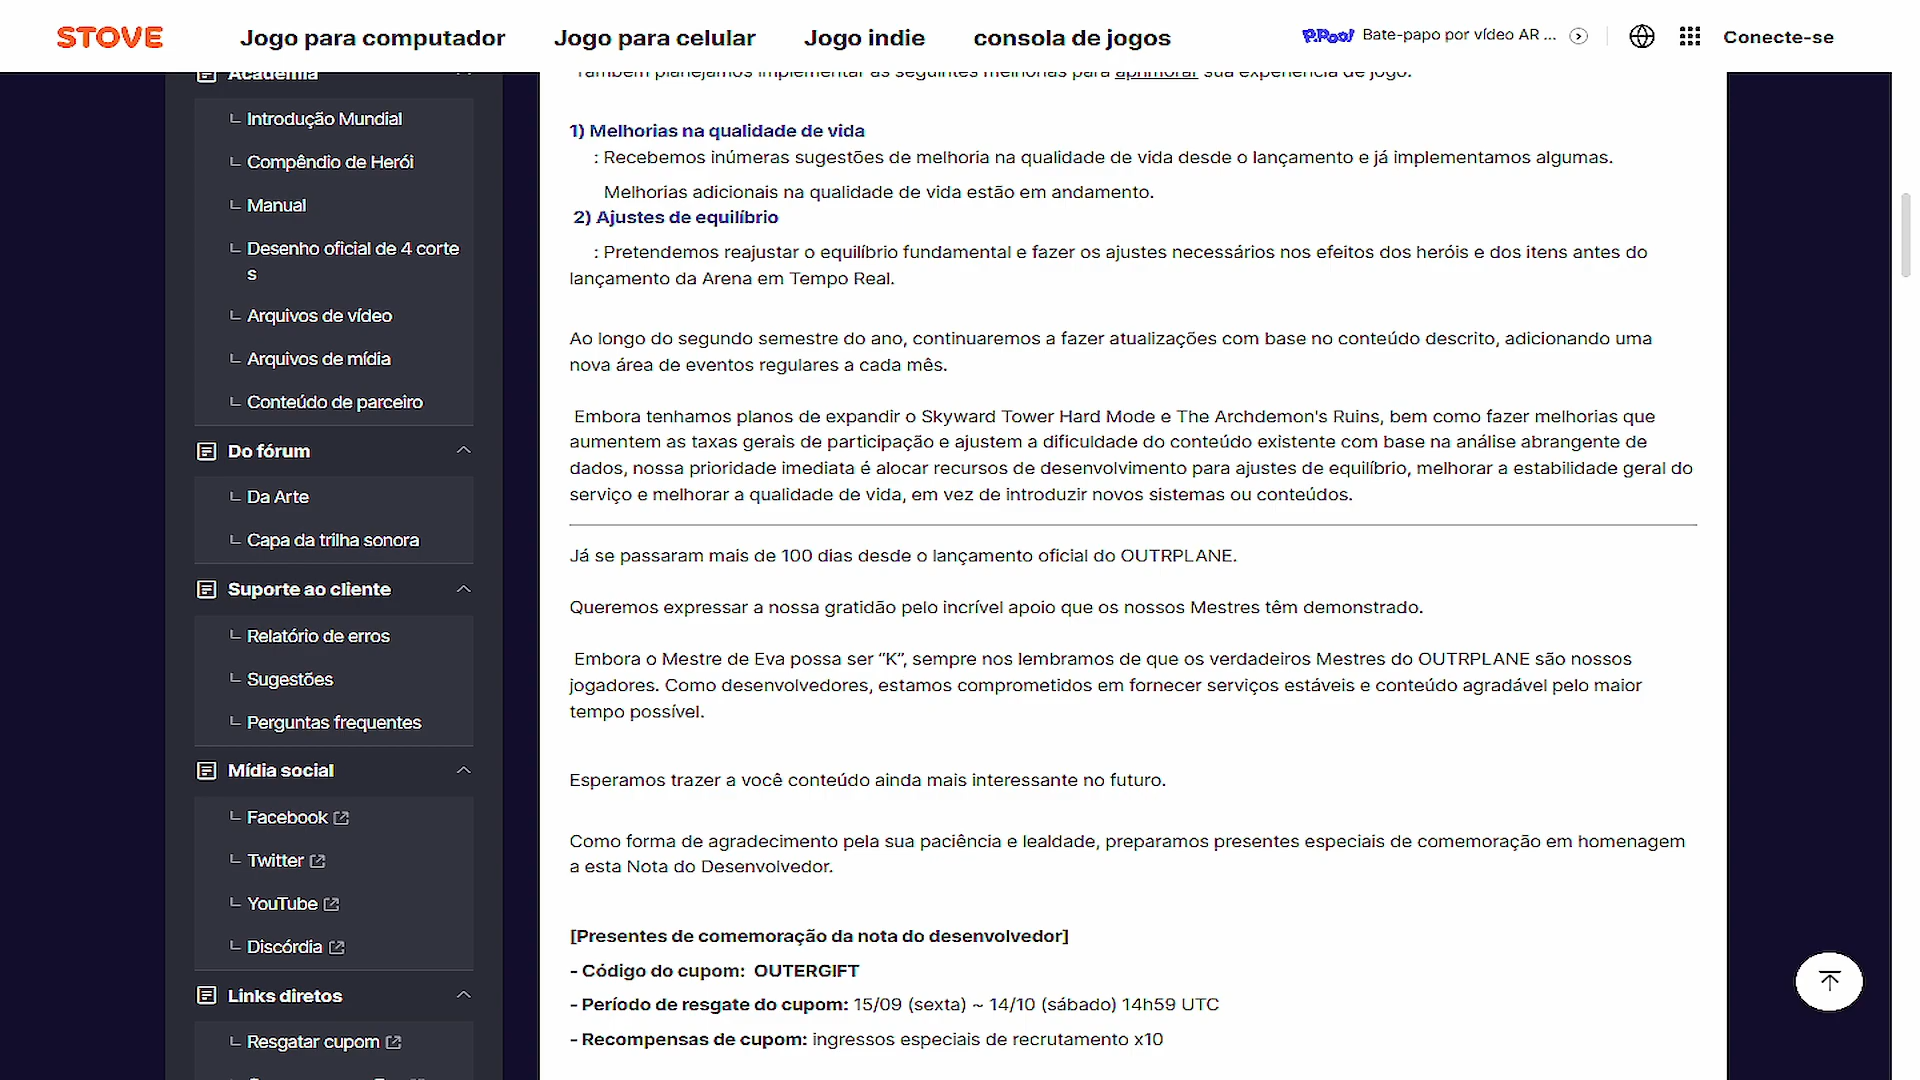 STOVE
Jogo para computador
Jogo para celular
Jogo indie
consola de jogos
P.Pool
Bate-papo por vídeo AR ...
Conecte-se
Academia
Introdução Mundial
Compêndio de Herói
Manual
Desenho oficial de 4 corte
s
Arquivos de vídeo
Arquivos de mídia
Conteúdo de parceiro
Do fórum
Da Arte
Capa da trilha sonora
Suporte ao cliente
Relatório de erros
Sugestões
Perguntas frequentes
Mídia social
Facebook
Twitter
YouTube
Discórdia
Links diretos
Resgatar cupom
Também planejamos implementar as seguintes melhorias para aprimorar sua experiência de jogo.
1) Melhorias na qualidade de vida
: Recebemos inúmeras sugestões de melhoria na qualidade de vida desde o lançamento e já implementamos algumas.
Melhorias adicionais na qualidade de vida estão em andamento.
2) Ajustes de equilíbrio
: Pretendemos reajustar o equilíbrio fundamental e fazer os ajustes necessários nos efeitos dos heróis e dos itens antes do
lançamento da Arena em Tempo Real.
Ao longo do segundo semestre do ano, continuaremos a fazer atualizações com base no conteúdo descrito, adicionando uma
nova área de eventos regulares a cada mês.
Embora tenhamos planos de expandir o Skyward Tower Hard Mode e The Archdemon's Ruins, bem como fazer melhorias que
aumentem as taxas gerais de participação e ajustem a dificuldade do conteúdo existente com base na análise abrangente de
dados, nossa prioridade imediata é alocar recursos de desenvolvimento para ajustes de equilíbrio, melhorar a estabilidade geral do
serviço e melhorar a qualidade de vida, em vez de introduzir novos sistemas ou conteúdos.
Já se passaram mais de 100 dias desde o lançamento oficial do OUTRPLANE.
Queremos expressar a nossa gratidão pelo incrível apoio que os nossos Mestres têm demonstrado.
Embora o Mestre de Eva possa ser “K”, sempre nos lembramos de que os verdadeiros Mestres do OUTRPLANE são nossos
jogadores. Como desenvolvedores, estamos comprometidos em fornecer serviços estáveis e conteúdo agradável pelo maior
tempo possível.
Esperamos trazer a você conteúdo ainda mais interessante no futuro.
Como forma de agradecimento pela sua paciência e lealdade, preparamos presentes especiais de comemoração em homenagem
a esta Nota do Desenvolvedor.
[Presentes de comemoração da nota do desenvolvedor]
- Código do cupom: OUTERGIFT
- Período de resgate do cupom: 15/09 (sexta) ~ 14/10 (sábado) 14h59 UTC
- Recompensas de cupom: ingressos especiais de recrutamento x10